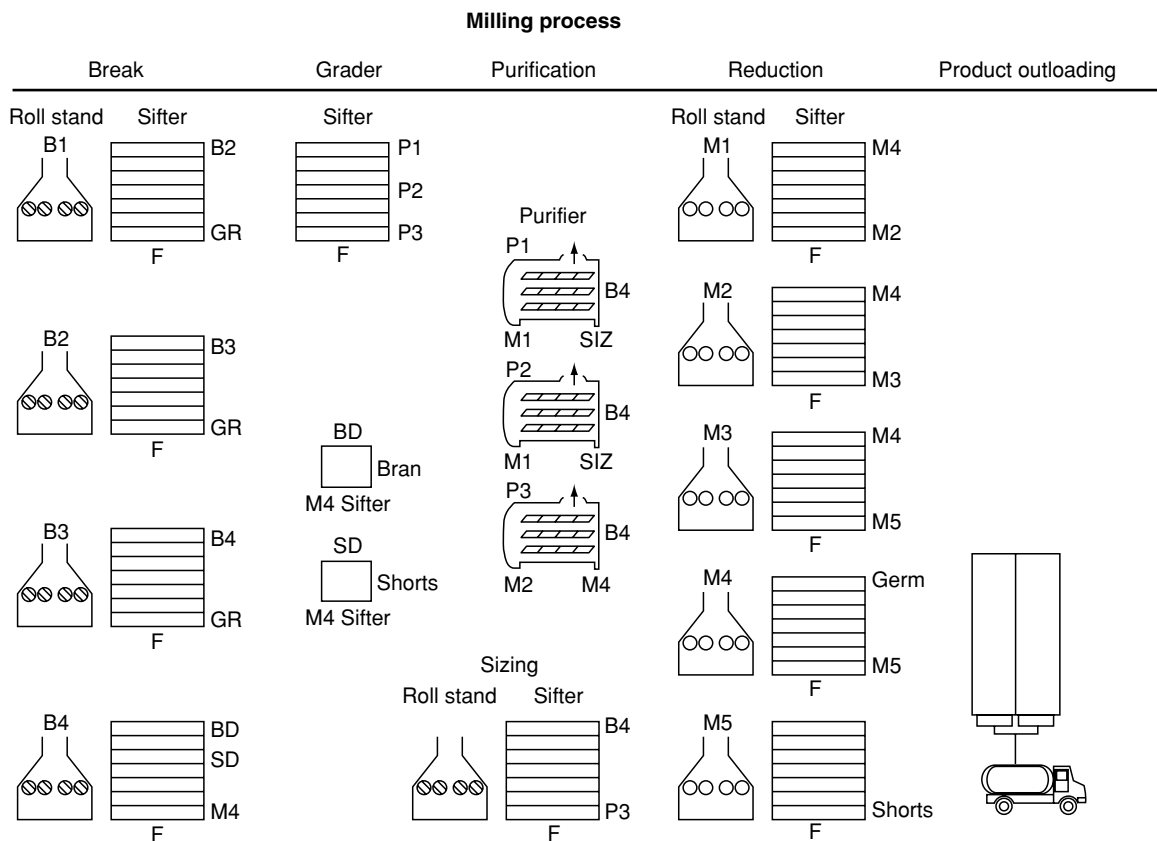 Milling process
Break Grader Purification Reduction Product outloading
Roll stand Sifter Sifter Roll stand Sifter
B1 B2 P1 M1 M4
P2
GR P3 M2
F F F
Purifier
P1
B4
M1 SIZ
M2 M4
M3
F
B2 B3
GR
F
P2
B4
M1 SIZ
BD
Bran
M4 Sifter
M3 M4
M5
F
P3
B4
M2 M4
B3 B4
GR
F
SD
Shorts
M4 Sifter
M4 Germ
M5
F
Sizing
Roll stand Sifter
B4
P3
F
B4 BD
SD
M4
F
M5
Shorts
F